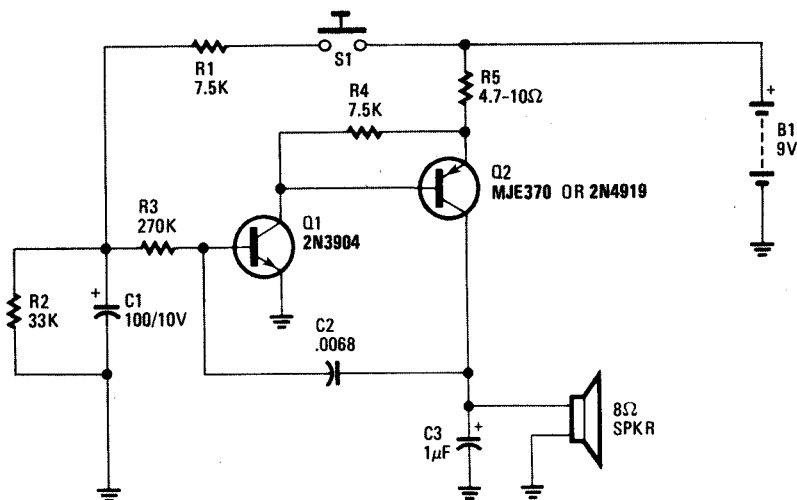 S1
R1
7.5K
R4
7.5K
R5
4.7-10Ω
+
B1
9V
Q2
MJE370 OR 2N4919
R3
270K
Q1
2N3904
R2
33K
+
C1
100/10V
C2
.0068
C3
1μF
+
8Ω
SPKR